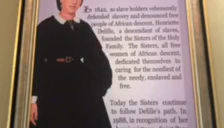 In 1842, as slave holders vehemently
defended slavery and denounced free
people of African descent, Henriette
Delille, a descendant of slaves,
founded the Sisters of the Holy
Family. The Sisters, all free
women of African descent,
dedicated themselves to
caring for the needs of
the needy, enslaved and
free.
Today the Sisters continue
to follow Delille's path. In
1988, in recognition of her